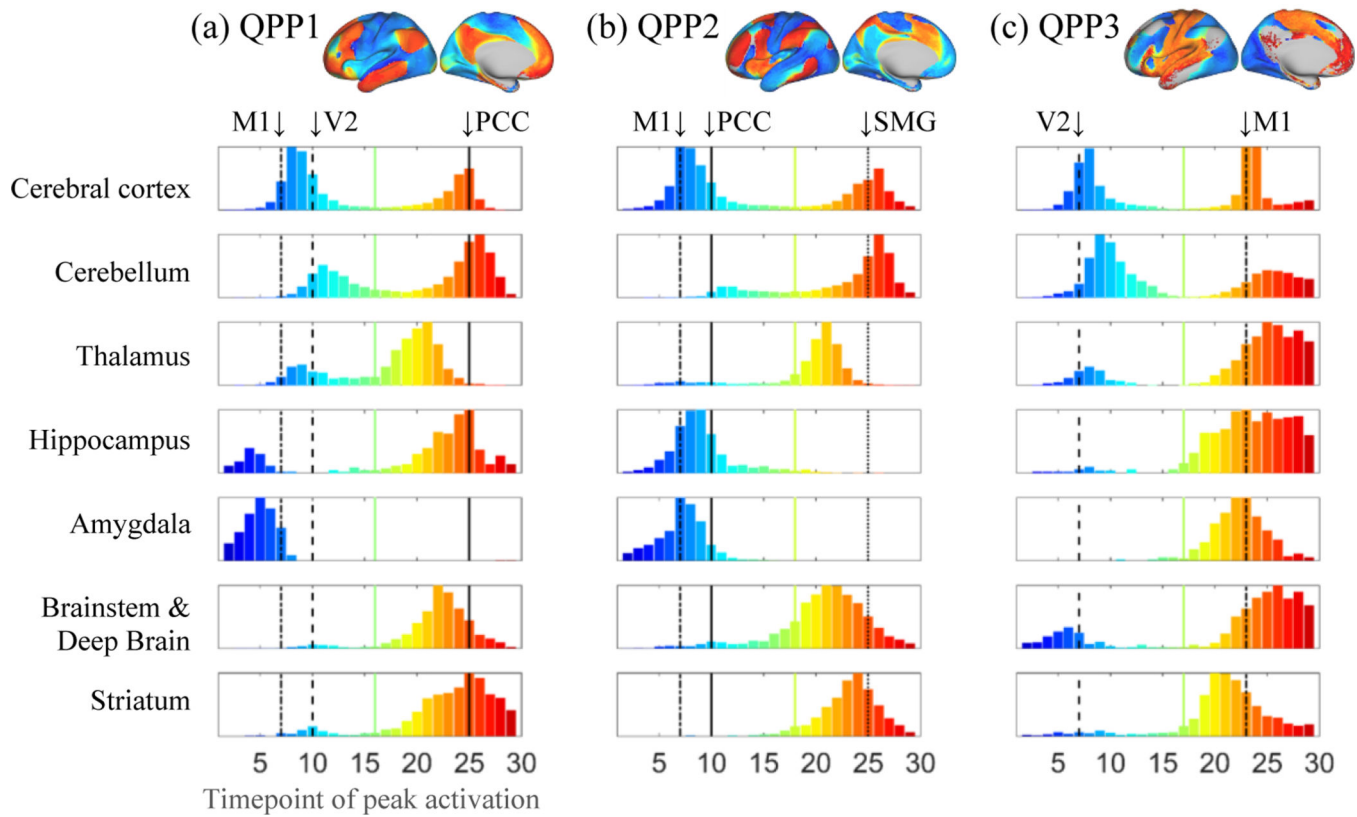 (a) QPP1
(b) QPP2
(c) QPP3
M1↓ ↓V2 ↓PCC
M1↓ ↓PCC ↓SMG
V2↓ ↓M1
Cerebral cortex
Cerebellum
Thalamus
Hippocampus
Amygdala
Brainstem &
Deep Brain
Striatum
5 10 15 20 25 30
5 10 15 20 25 30
5 10 15 20 25 30
Timepoint of peak activation